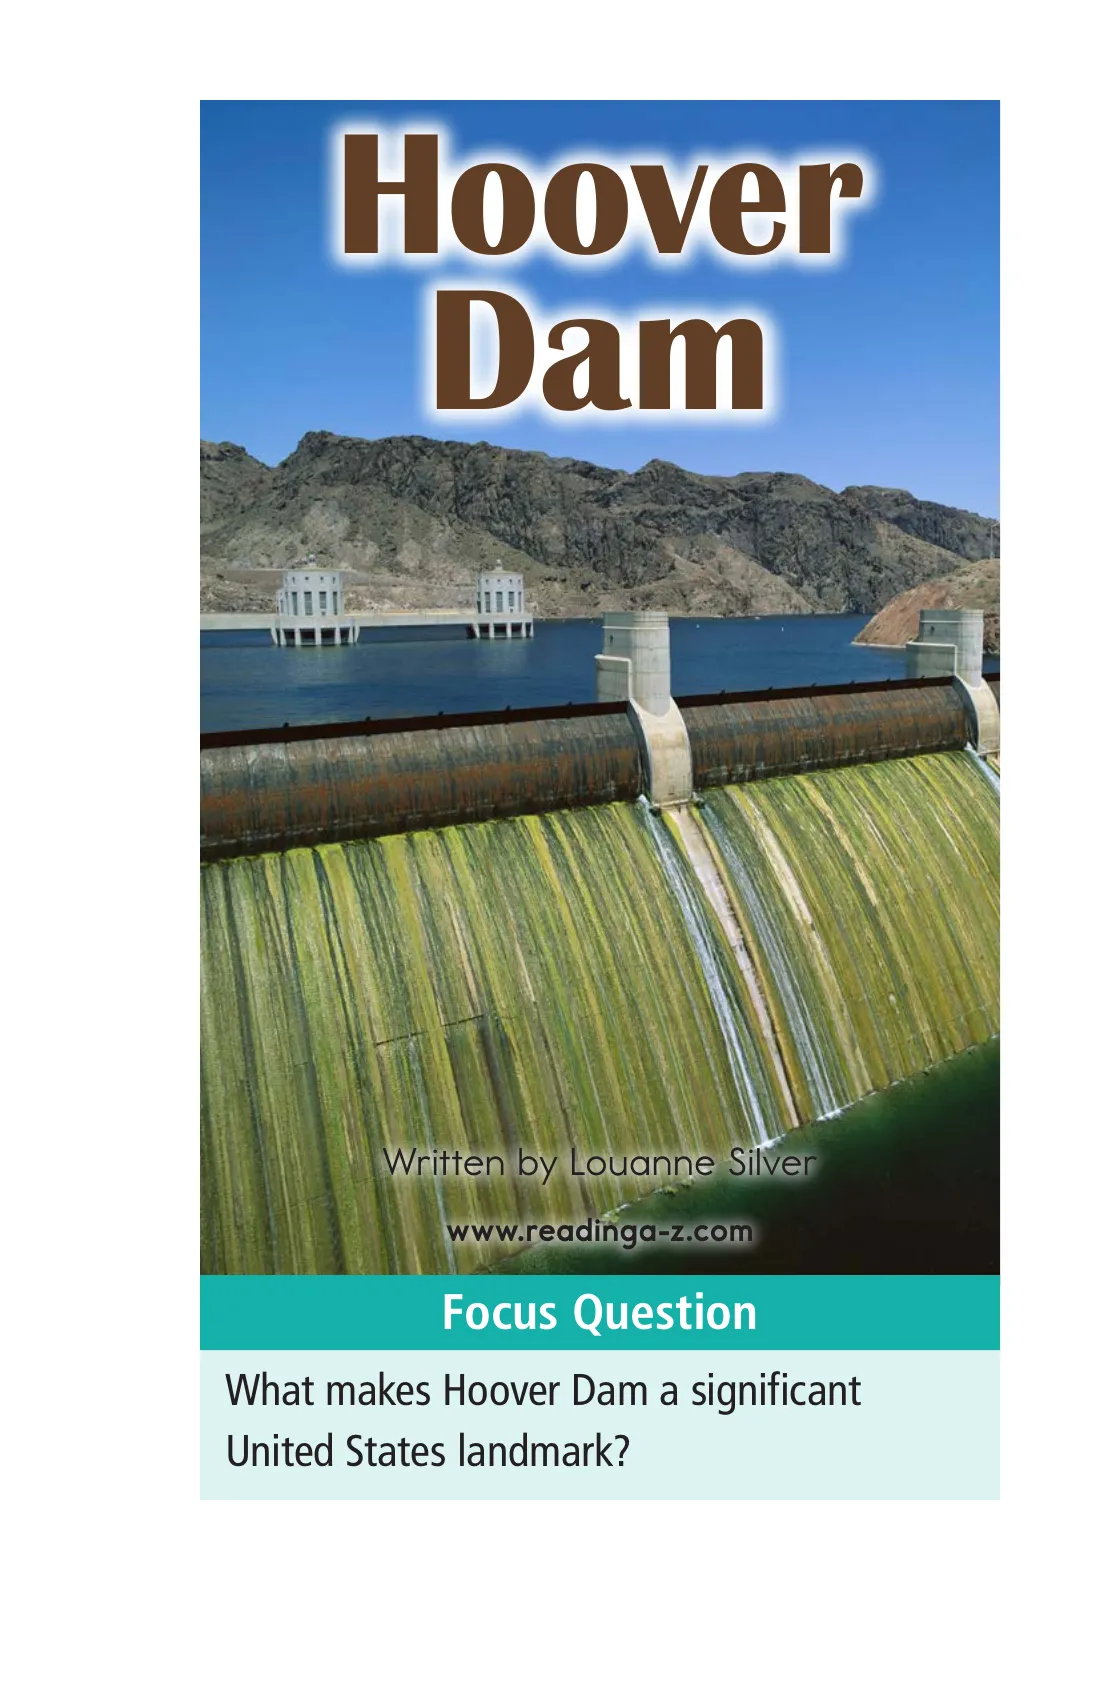 Hoover
Dam
Written by Louanne Silver
www.readinga-z.com
Focus Question
What makes Hoover Dam a significant
United States landmark?